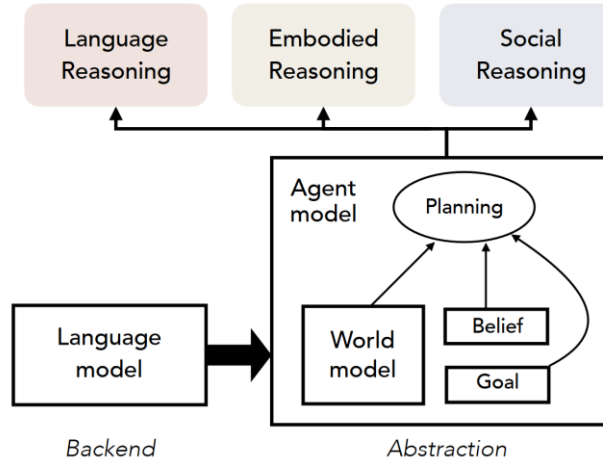 Language
Reasoning
Embodied
Reasoning
Social
Reasoning
Agent
model
Planning
Language
model
World
model
Belief
Goal
Backend
Abstraction